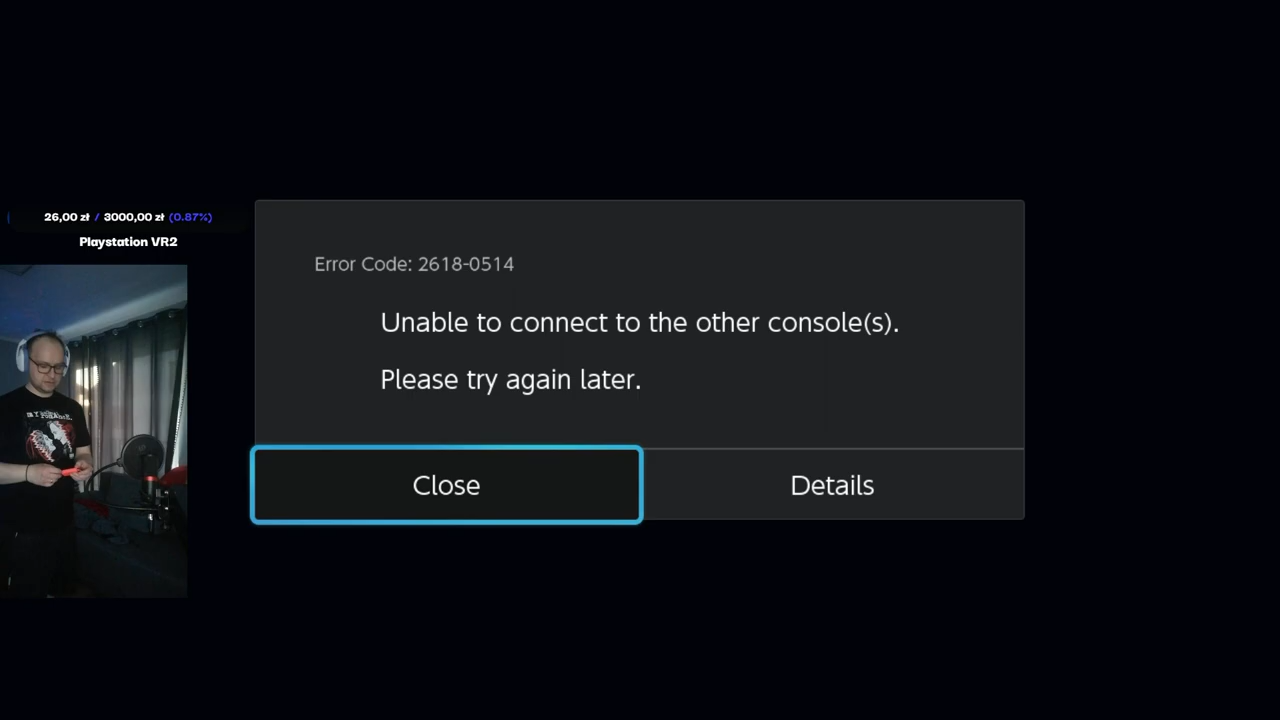 26,00 zł / 3000,00 zł (0.87%)
Playstation VR2
Error Code: 2618-0514
Unable to connect to the other console(s).
Please try again later.
Close
Details